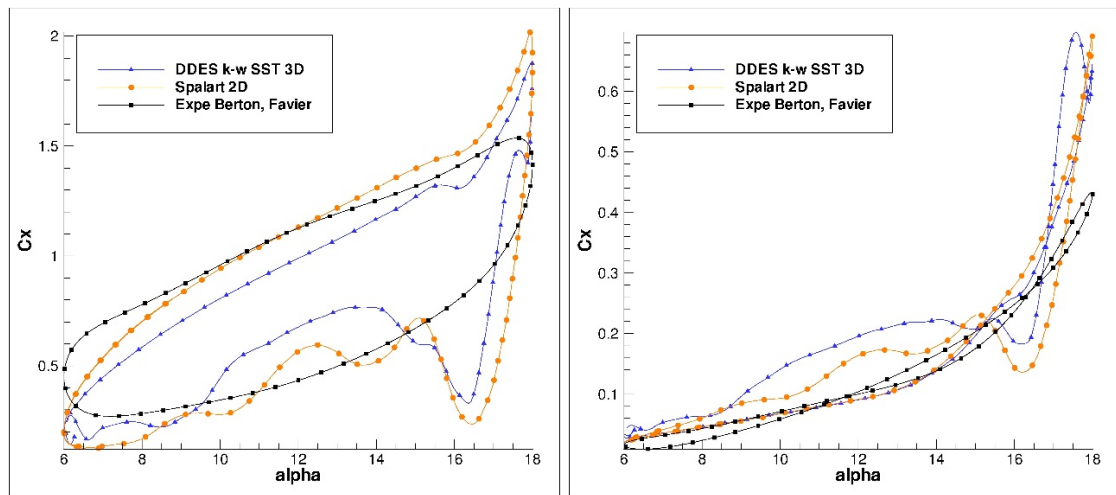 2
1.5
1
0.5
Cx
DDES k-w SST 3D
Spalart 2D
Expe Berton, Favier
6 8 10 12 14 16 18
alpha
0.6
0.5
0.4
0.3
0.2
0.1
Cx
DDES k-w SST 3D
Spalart 2D
Expe Berton, Favier
6 8 10 12 14 16 18
alpha